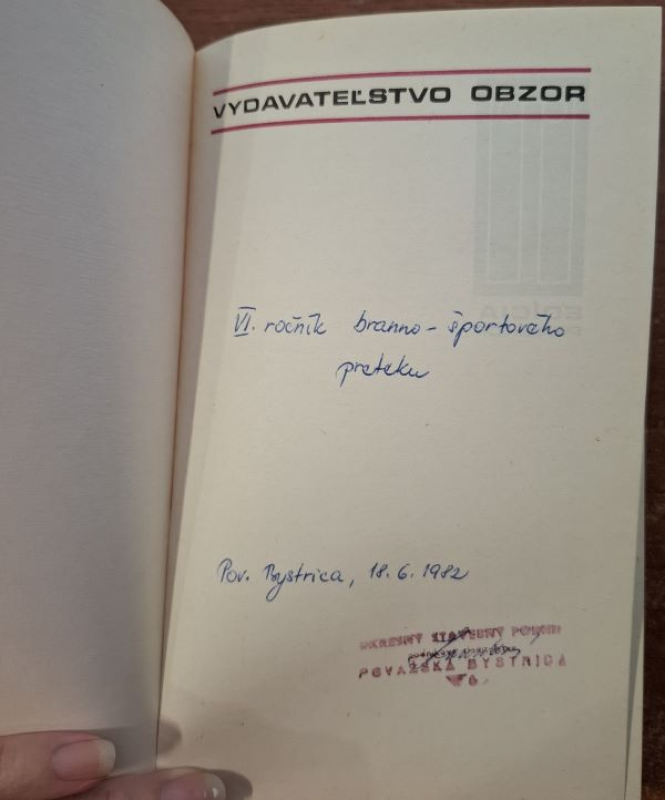 VYDAVATEĽSTVO OBZOR
VI. ročník branno-športového
preteku
Pov. Bystrica, 18.6.1982
OKRESNÝ STAVEBNÝ PODNIK
POVAŽSKÁ BYSTRICA